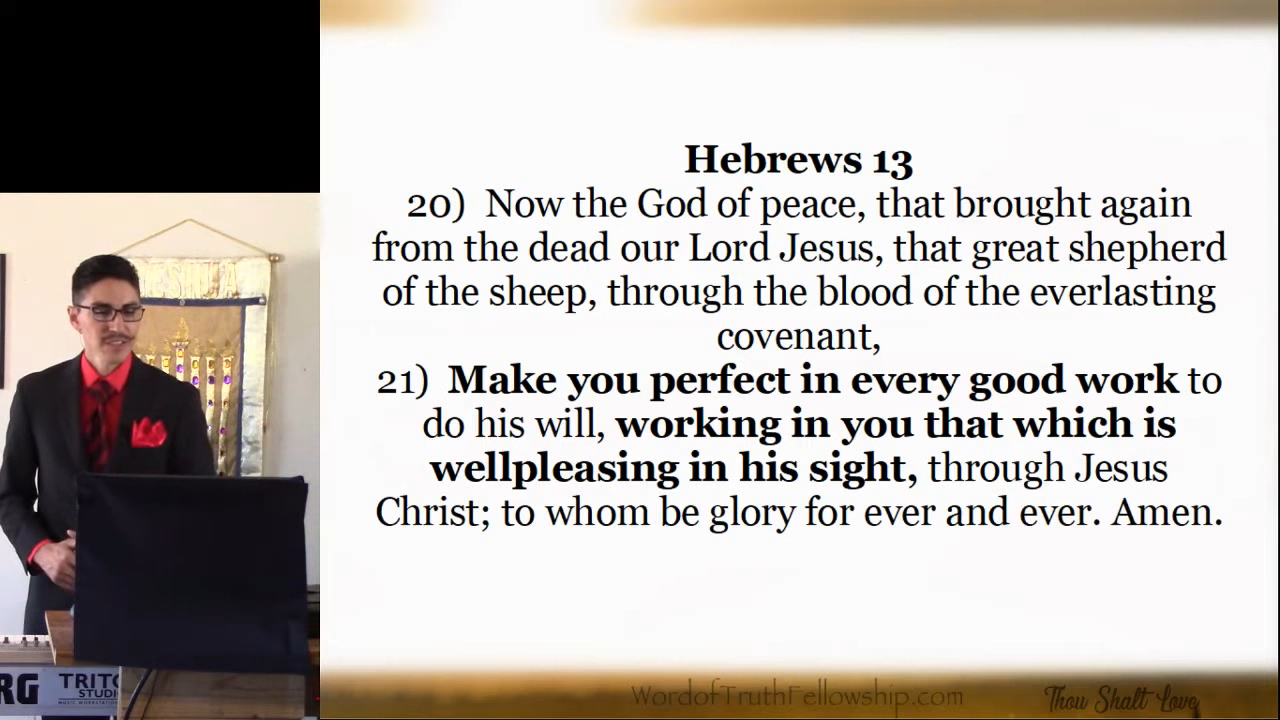 Hebrews 13
20) Now the God of peace, that brought again
from the dead our Lord Jesus, that great shepherd
of the sheep, through the blood of the everlasting
covenant,
21) Make you perfect in every good work to
do his will, working in you that which is
wellpleasing in his sight, through Jesus
Christ; to whom be glory for ever and ever. Amen.
WordofTruthFellowship.com
Thou Shalt Love
RG
TRITO
STUDI